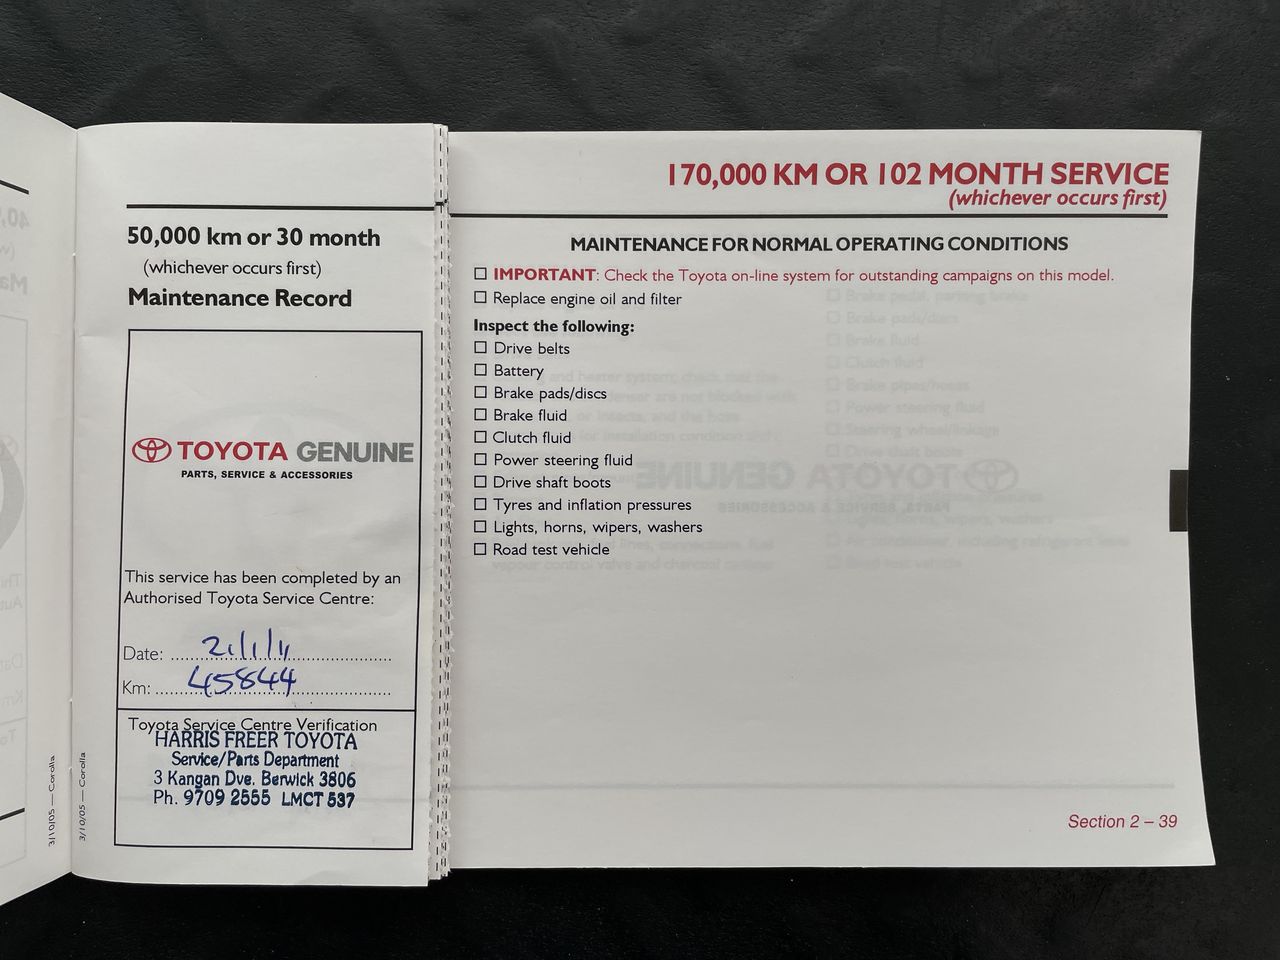 50,000 km or 30 month
(whichever occurs first)
Maintenance Record
TOYOTA GENUINE
PARTS, SERVICE & ACCESSORIES
This service has been completed by an
Authorised Toyota Service Centre:
Date: 21/1/11
Km: 45844
Toyota Service Centre Verification
HARRIS FREER TOYOTA
Service/Parts Department
3 Kangan Dve. Berwick 3806
Ph. 9709 2555 LMCT 537
3/10/05 — Corolla
3/10/05 — Corolla
170,000 KM OR 102 MONTH SERVICE
(whichever occurs first)
MAINTENANCE FOR NORMAL OPERATING CONDITIONS
☐ IMPORTANT: Check the Toyota on-line system for outstanding campaigns on this model.
☐ Replace engine oil and filter
Inspect the following:
☐ Drive belts
☐ Battery
☐ Brake pads/discs
☐ Brake fluid
☐ Clutch fluid
☐ Power steering fluid
☐ Drive shaft boots
☐ Tyres and inflation pressures
☐ Lights, horns, wipers, washers
☐ Road test vehicle
Section 2 – 39